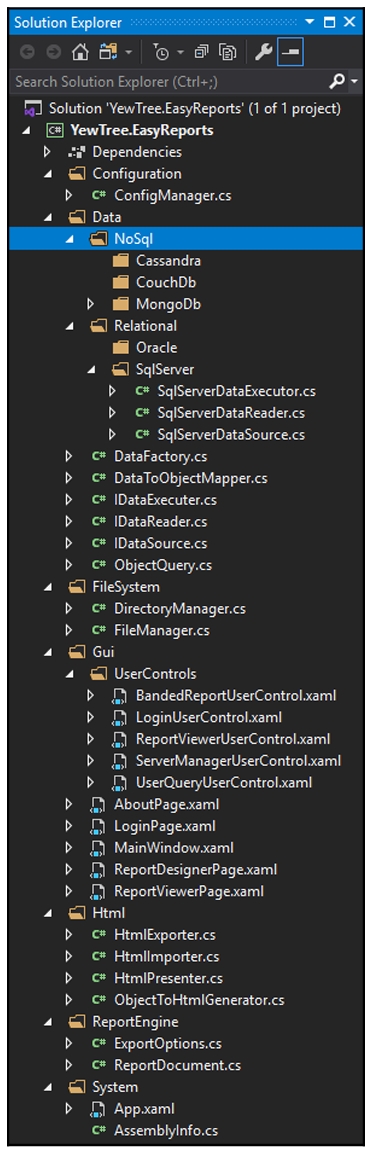 Solution Explorer
Search Solution Explorer (Ctrl+;)
Solution 'YewTree.EasyReports' (1 of 1 project)
C# YewTree.EasyReports
Dependencies
Configuration
C# ConfigManager.cs
Data
NoSql
Cassandra
CouchDb
MongoDb
Relational
Oracle
SqlServer
C# SqlServerDataExecutor.cs
C# SqlServerDataReader.cs
C# SqlServerDataSource.cs
C# DataFactory.cs
C# DataToObjectMapper.cs
C# IDataExecuter.cs
C# IDataReader.cs
C# IDataSource.cs
C# ObjectQuery.cs
FileSystem
C# DirectoryManager.cs
C# FileManager.cs
Gui
UserControls
BandedReportUserControl.xaml
LoginUserControl.xaml
ReportViewerUserControl.xaml
ServerManagerUserControl.xaml
UserQueryUserControl.xaml
AboutPage.xaml
LoginPage.xaml
MainWindow.xaml
ReportDesignerPage.xaml
ReportViewerPage.xaml
Html
C# HtmlExporter.cs
C# HtmlImporter.cs
C# HtmlPresenter.cs
C# ObjectToHtmlGenerator.cs
ReportEngine
C# ExportOptions.cs
C# ReportDocument.cs
System
App.xaml
C# AssemblyInfo.cs